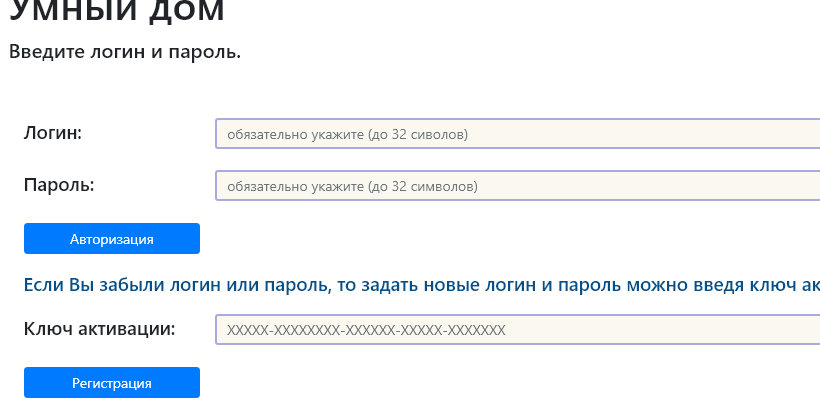 УМНЫЙ ДОМ
Введите логин и пароль.
Логин: обязательно укажите (до 32 сиволов)
Пароль: обязательно укажите (до 32 символов)
Авторизация
Если Вы забыли логин или пароль, то задать новые логин и пароль можно введя ключ ак
Ключ активации: XXXXX-XXXXXXXX-XXXXXX-XXXXX-XXXXXXX
Регистрация